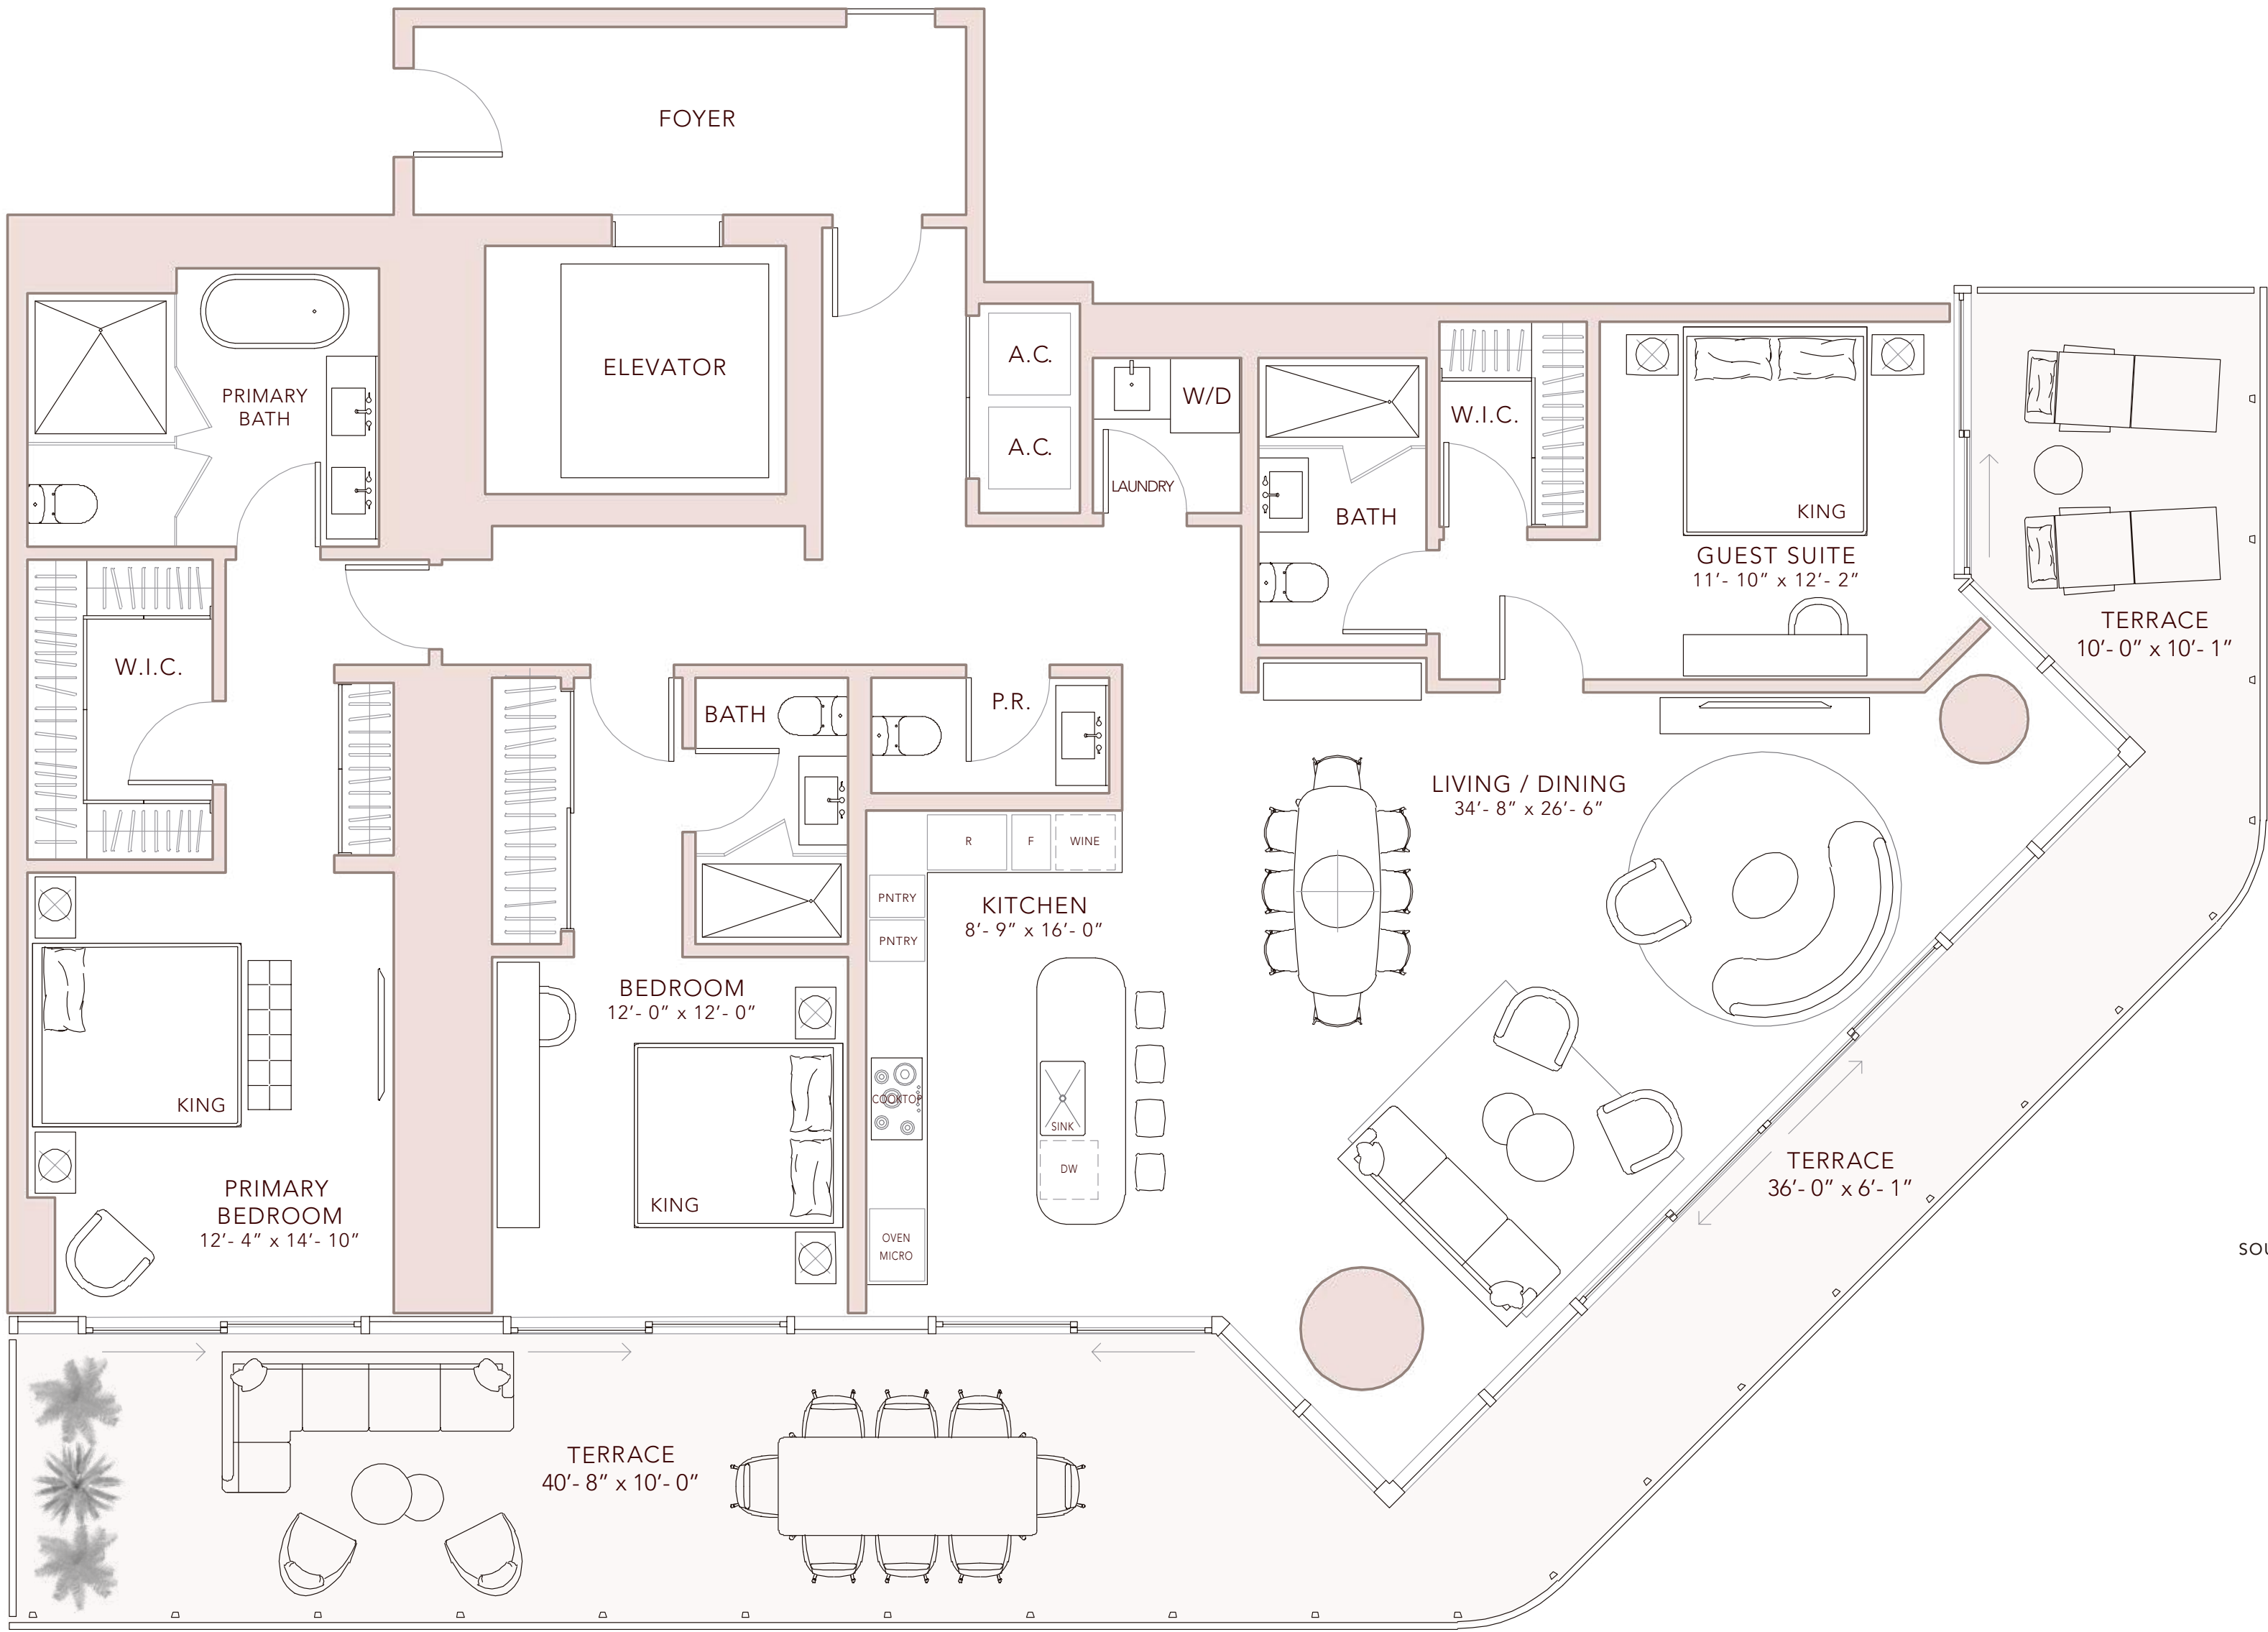 FOYER
ELEVATOR
A.C.
A.C.
W/D
LAUNDRY
PRIMARY
BATH
W.I.C.
BATH
W.I.C.
KING
GUEST SUITE
11'- 10" x 12'- 2"
TERRACE
10'- 0" x 10'- 1"
BATH
P.R.
LIVING / DINING
34'- 8" x 26'- 6"
R
F
WINE
PNTRY
PNTRY
KITCHEN
8'- 9" x 16'- 0"
BEDROOM
12'- 0" x 12'- 0"
KING
KING
COOKTOP
SINK
DW
OVEN
MICRO
PRIMARY
BEDROOM
12'- 4" x 14'- 10"
TERRACE
36'- 0" x 6'- 1"
SOU
TERRACE
40'- 8" x 10'- 0"